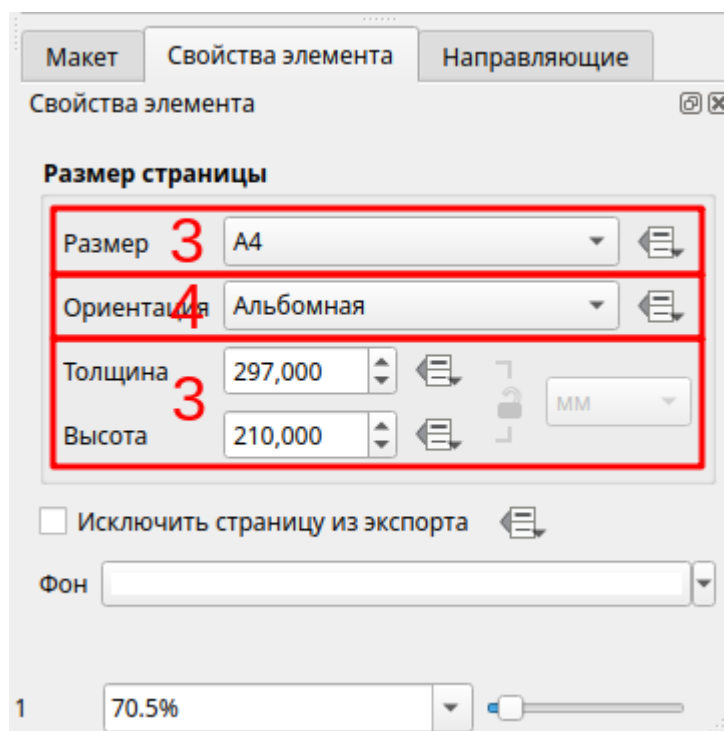 Макет Свойства элемента Направляющие
Свойства элемента
Размер страницы
Размер 3 A4
Ориентация 4 Альбомная
Толщина 297,000
3 мм
Высота 210,000
Исключить страницу из экспорта
Фон
1 70.5%